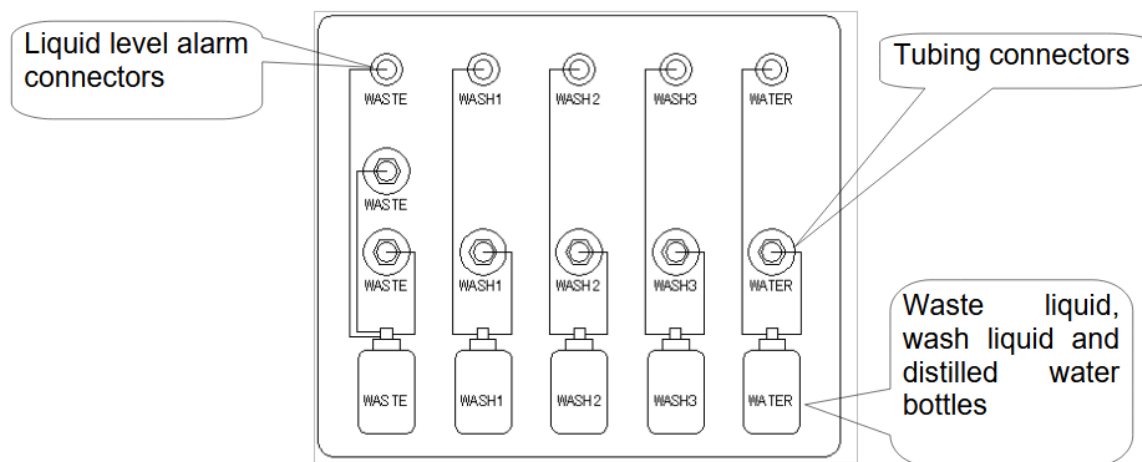 Liquid level alarm
connectors
Tubing connectors
WASTE WASH1 WASH2 WASH3 WATER
WASTE
WASTE WASH1 WASH2 WASH3 WATER
Waste liquid,
wash liquid and
distilled water
bottles
WASTE WASH1 WASH2 WASH3 WATER